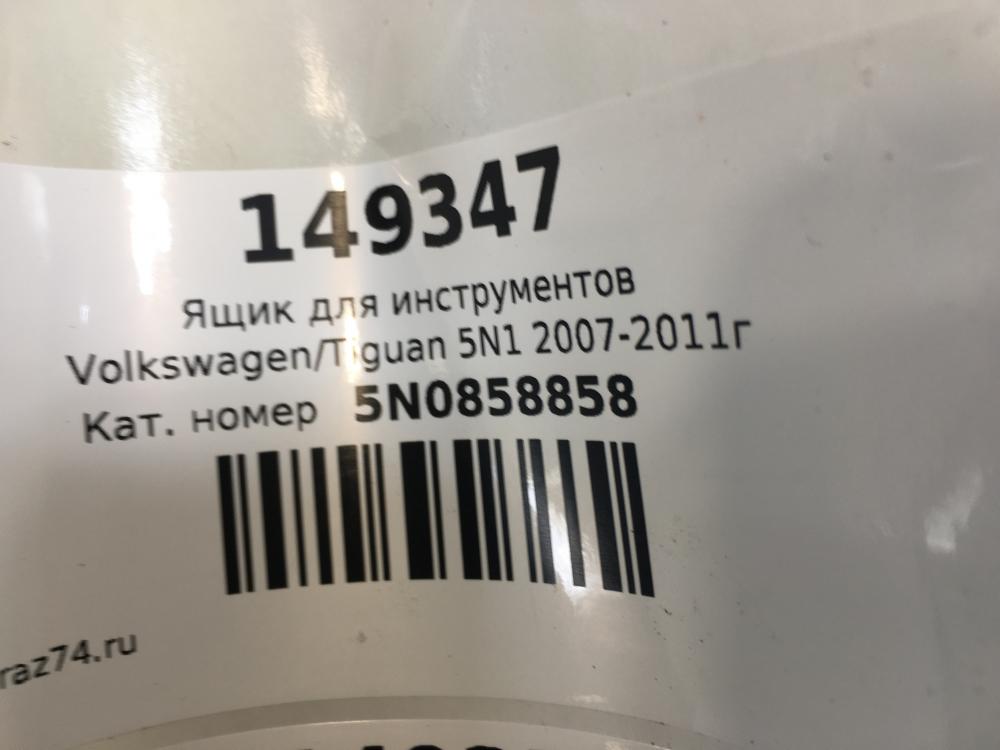 149347
Ящик для инструментов
Volkswagen/Tiguan 5N1 2007-2011г
Кат. номер 5N0858858
raz74.ru